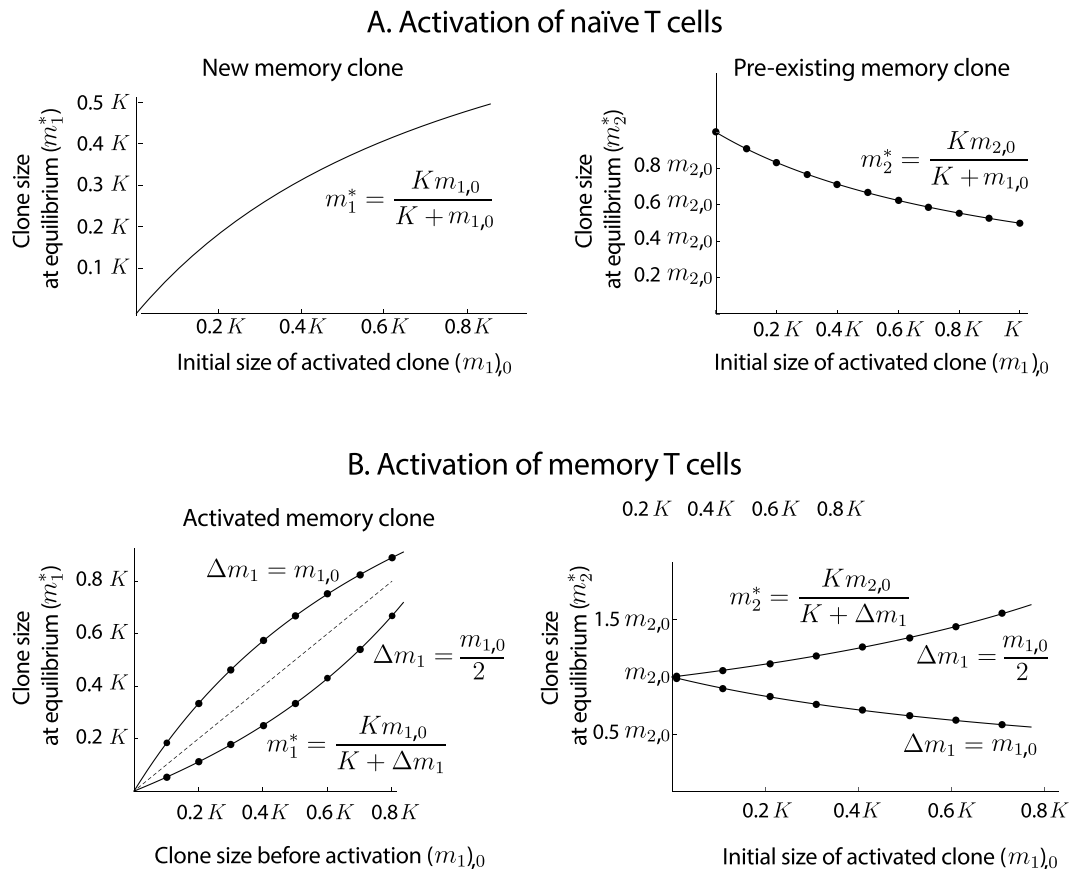 A. Activation of naïve T cells
New memory clone
Clone size
at equilibrium (m₁*)
0.5 K
0.4 K
0.3 K
0.2 K
0.1 K
m₁* = Km₁,₀ / (K + m₁,₀)
0.2 K 0.4 K 0.6 K 0.8 K
Initial size of activated clone (m₁),₀
Pre-existing memory clone
Clone size
at equilibrium (m₂*)
0.8 m₂,₀
0.6 m₂,₀
0.4 m₂,₀
0.2 m₂,₀
m₂* = Km₂,₀ / (K + m₁,₀)
0.2 K 0.4 K 0.6 K 0.8 K K
Initial size of activated clone (m₁),₀
B. Activation of memory T cells
Activated memory clone
Clone size
at equilibrium (m₁*)
0.8 K
0.6 K
0.4 K
0.2 K
Δm₁ = m₁,₀
Δm₁ = m₁,₀ / 2
m₁* = Km₁,₀ / (K + Δm₁)
0.2 K 0.4 K 0.6 K 0.8 K
Clone size before activation (m₁),₀
0.2 K 0.4 K 0.6 K 0.8 K
Clone size
at equilibrium (m₂*)
1.5 m₂,₀
m₂,₀
0.5 m₂,₀
m₂* = Km₂,₀ / (K + Δm₁)
Δm₁ = m₁,₀ / 2
Δm₁ = m₁,₀
0.2 K 0.4 K 0.6 K 0.8 K
Initial size of activated clone (m₁),₀